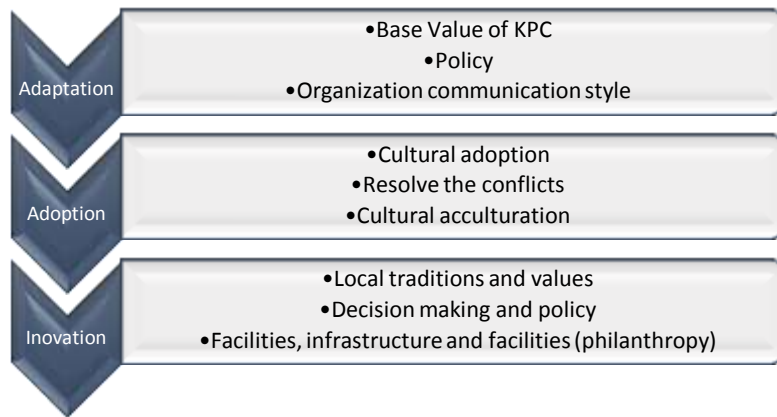 Adaptation
•Base Value of KPC
•Policy
•Organization communication style
Adoption
•Cultural adoption
•Resolve the conflicts
•Cultural acculturation
Inovation
•Local traditions and values
•Decision making and policy
•Facilities, infrastructure and facilities (philanthropy)